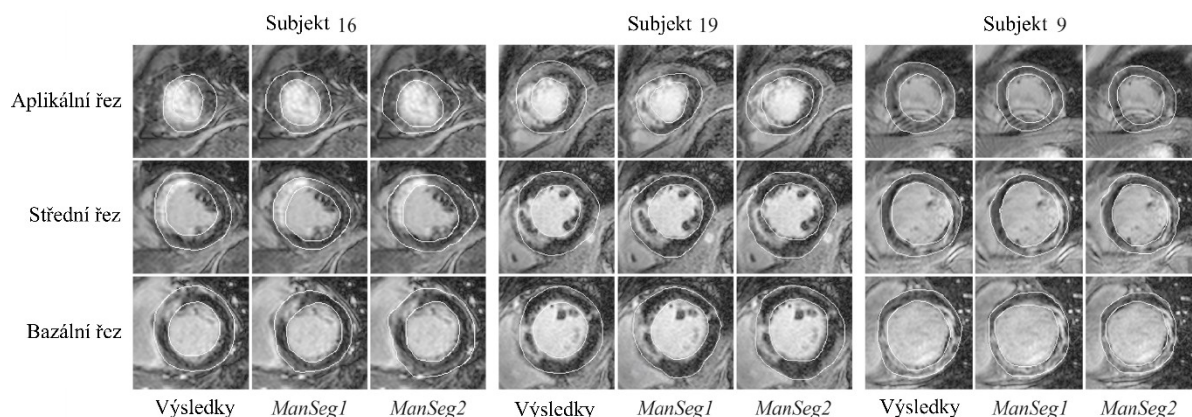 Subjekt 16 Subjekt 19 Subjekt 9
Aplikální řez
Střední řez
Bazální řcz
Výsledky ManSeg1 ManSeg2 Výsledky ManSeg1 ManSeg2 Výsledky ManSeg1 ManSeg2